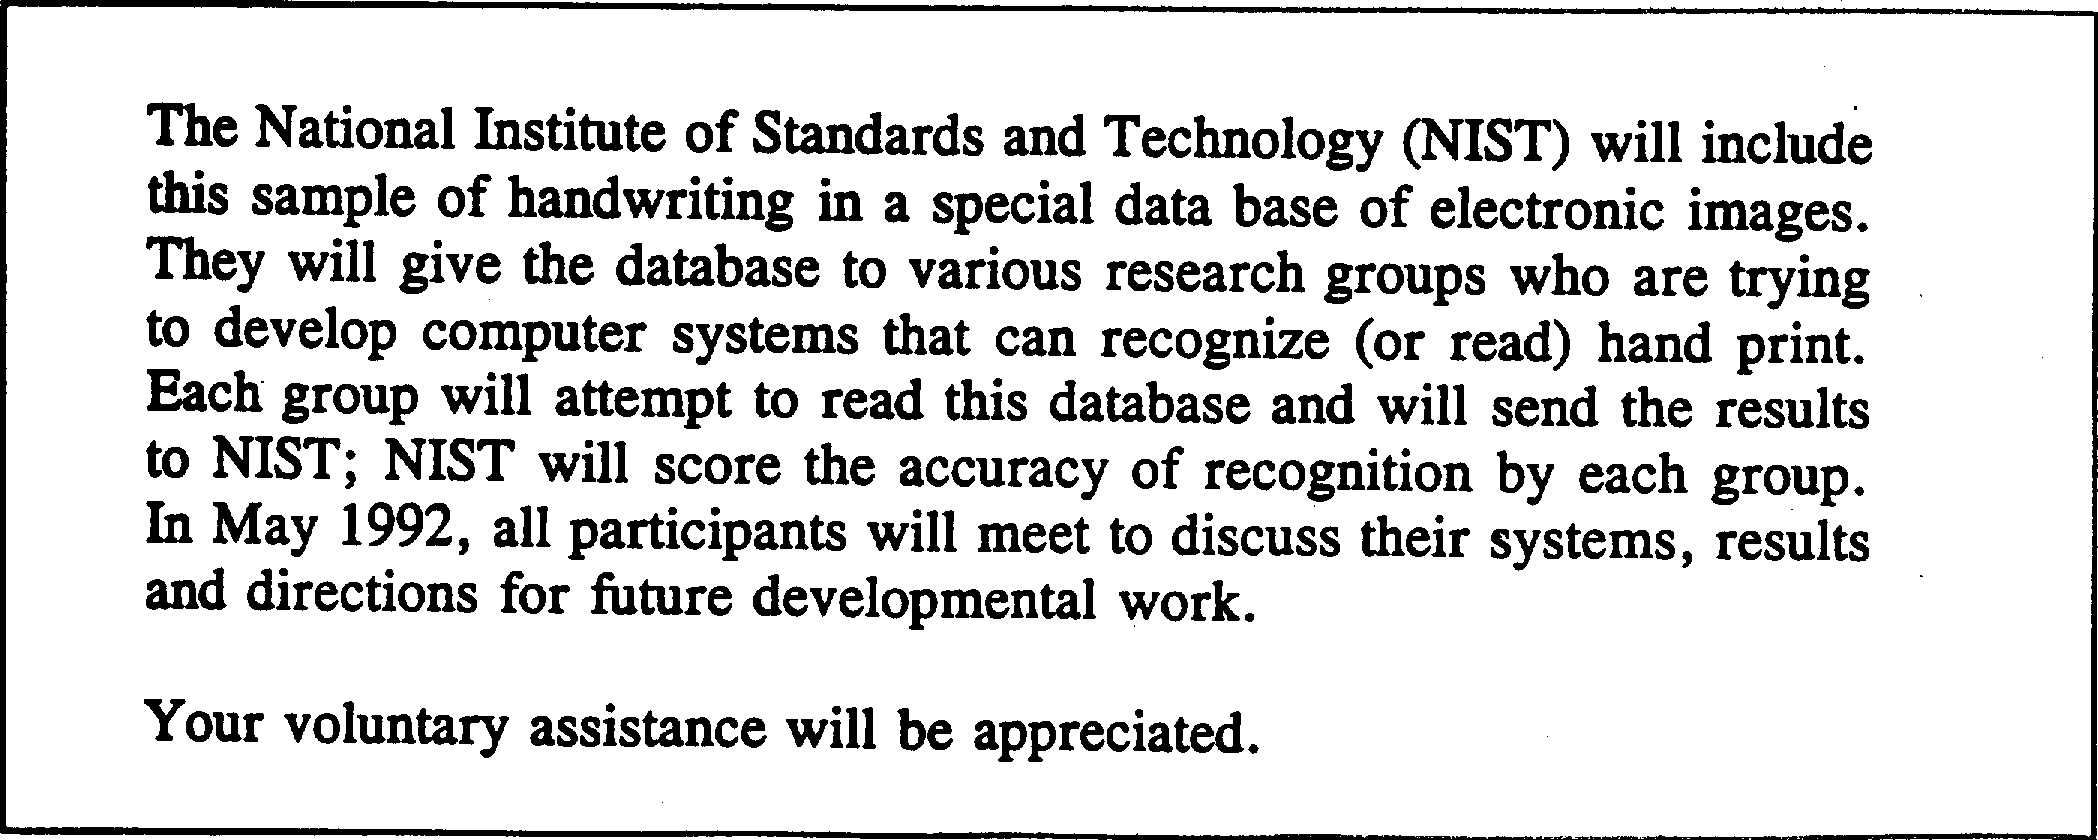 The National Institute of Standards and Technology (NIST) will include
this sample of handwriting in a special data base of electronic images.
They will give the database to various research groups who are trying
to develop computer systems that can recognize (or read) hand print.
Each group will attempt to read this database and will send the results
to NIST; NIST will score the accuracy of recognition by each group.
In May 1992, all participants will meet to discuss their systems, results
and directions for future developmental work.
Your voluntary assistance will be appreciated.